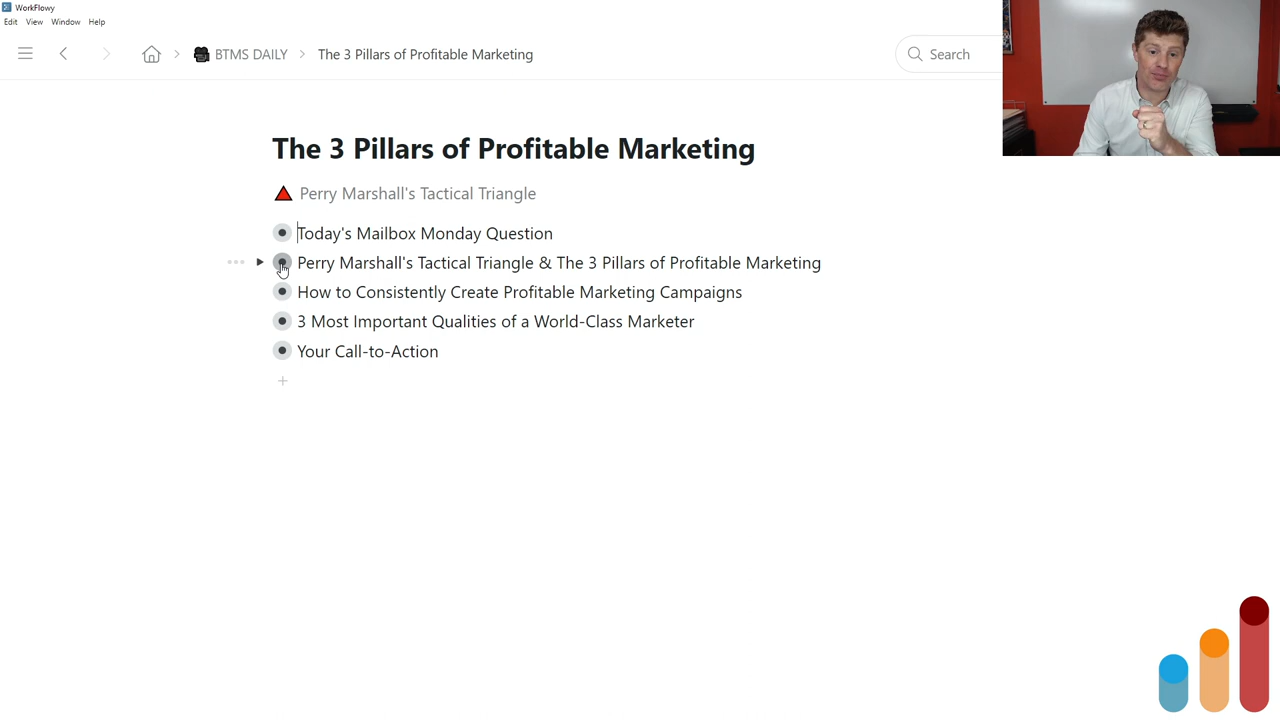 WorkFlowy
Edit View Window Help
BTMS DAILY
The 3 Pillars of Profitable Marketing
Search
The 3 Pillars of Profitable Marketing
Perry Marshall's Tactical Triangle
Today's Mailbox Monday Question
Perry Marshall's Tactical Triangle & The 3 Pillars of Profitable Marketing
How to Consistently Create Profitable Marketing Campaigns
3 Most Important Qualities of a World-Class Marketer
Your Call-to-Action